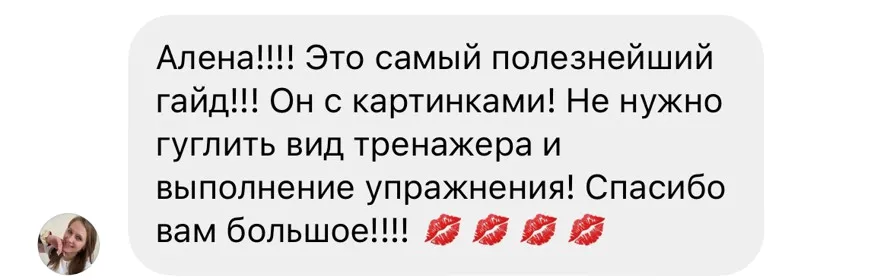 Алена!!!! Это самый полезнейший
гайд!!! Он с картинками! Не нужно
гуглить вид тренажера и
выполнение упражнения! Спасибо
вам большое!!!! 💋 💋 💋 💋